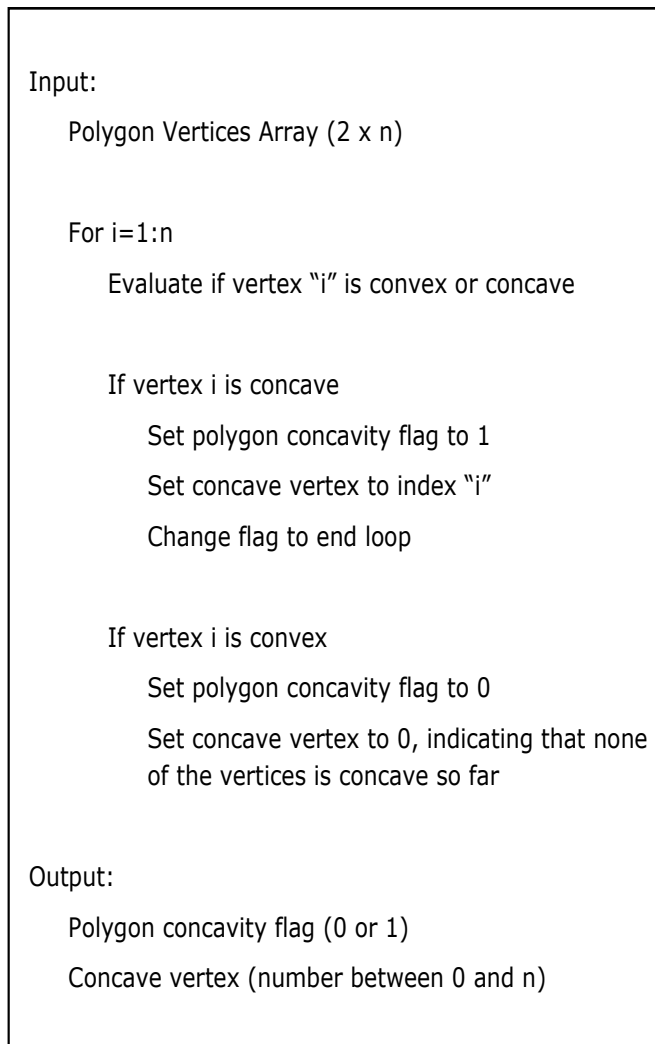 Input:
Polygon Vertices Array (2 x n)
For i=1:n
Evaluate if vertex “i” is convex or concave
If vertex i is concave
Set polygon concavity flag to 1
Set concave vertex to index “i”
Change flag to end loop
If vertex i is convex
Set polygon concavity flag to 0
Set concave vertex to 0, indicating that none
of the vertices is concave so far
Output:
Polygon concavity flag (0 or 1)
Concave vertex (number between 0 and n)